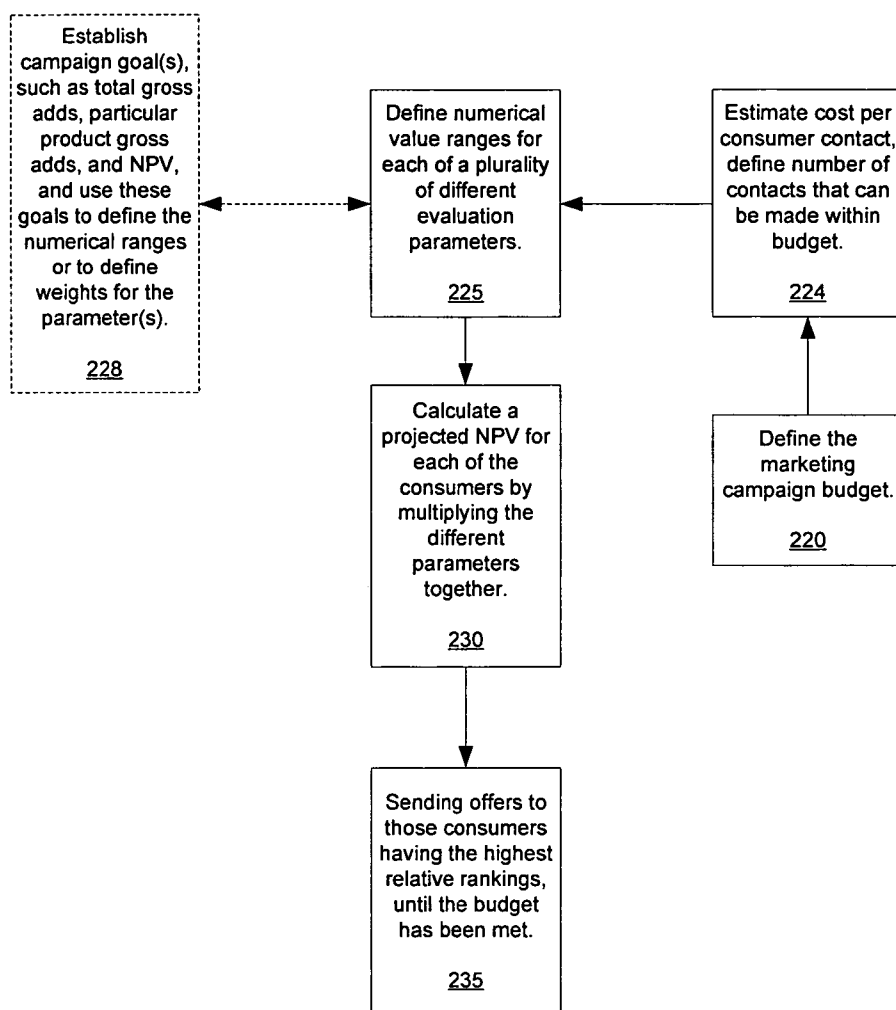 Establish
campaign goal(s),
such as total gross
adds, particular
product gross
adds, and NPV,
and use these
goals to define the
numerical ranges
or to define
weights for the
parameter(s).
228
Define numerical
value ranges for
each of a plurality
of different
evaluation
parameters.
225
Estimate cost per
consumer contact,
define number of
contacts that can
be made within
budget.
224
Calculate a
projected NPV for
each of the
consumers by
multiplying the
different
parameters
together.
230
Define the
marketing
campaign budget.
220
Sending offers to
those consumers
having the highest
relative rankings,
until the budget
has been met.
235